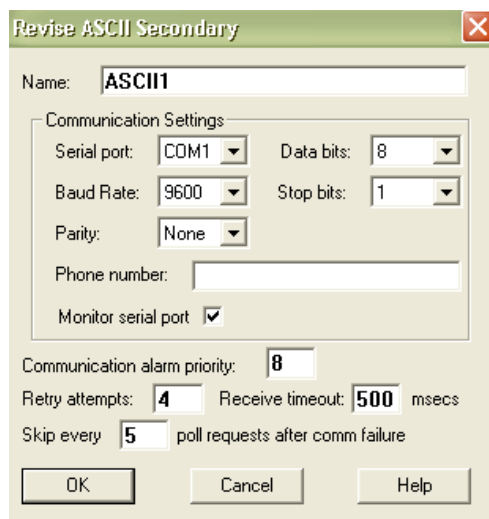 Revise ASCII Secondary
Name: ASCII1
Communication Settings
Serial port: COM1 Data bits: 8
Baud Rate: 9600 Stop bits: 1
Parity: None
Phone number:
Monitor serial port
Communication alarm priority: 8
Retry attempts: 4 Receive timeout: 500 msecs
Skip every 5 poll requests after comm failure
OK Cancel Help